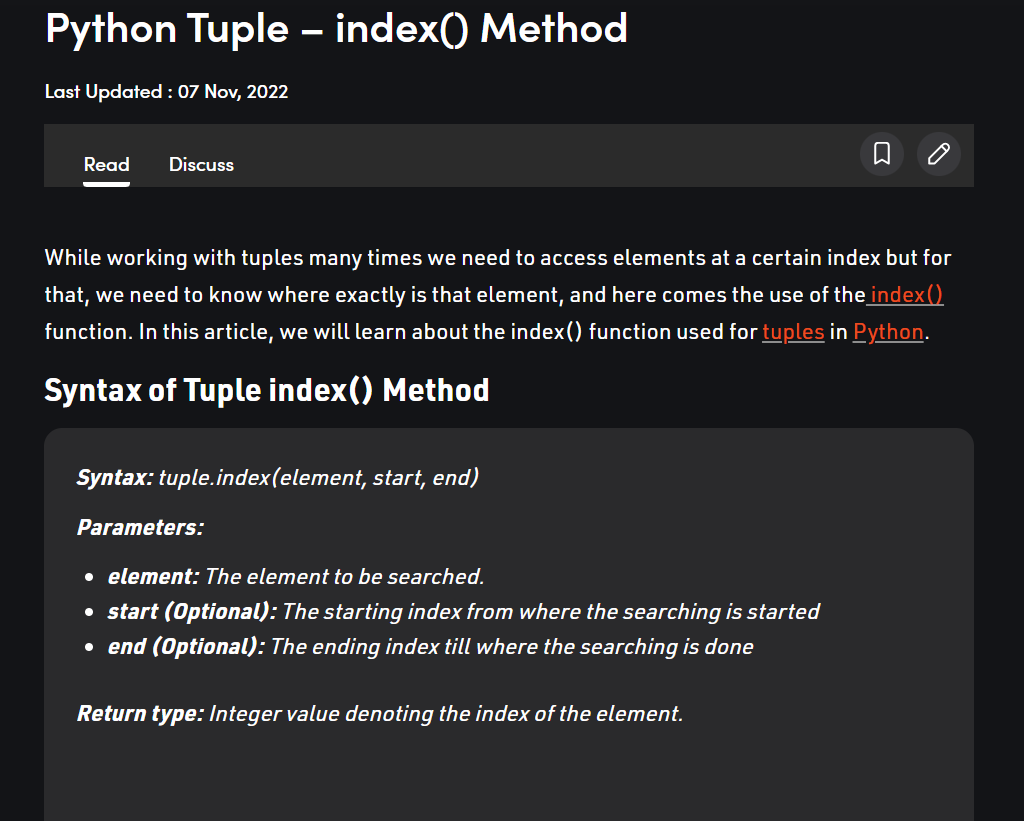 Python Tuple – index() Method
Last Updated : 07 Nov, 2022
Read Discuss
While working with tuples many times we need to access elements at a certain index but for
that, we need to know where exactly is that element, and here comes the use of the index()
function. In this article, we will learn about the index() function used for tuples in Python.
Syntax of Tuple index() Method
Syntax: tuple.index(element, start, end)
Parameters:
• element: The element to be searched.
• start (Optional): The starting index from where the searching is started
• end (Optional): The ending index till where the searching is done
Return type: Integer value denoting the index of the element.